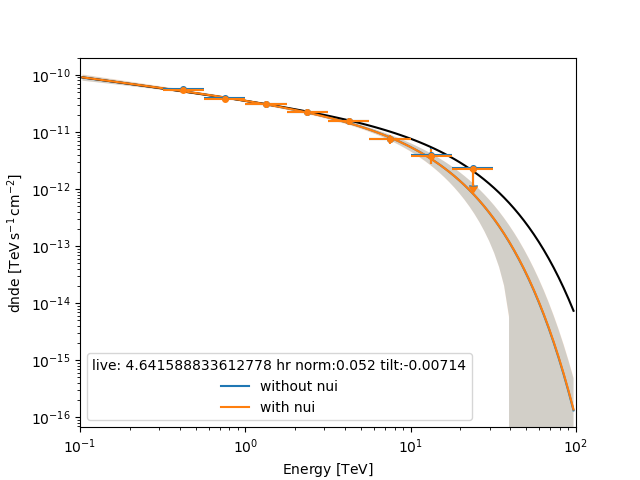 10⁻¹⁰
10⁻¹¹
10⁻¹²
10⁻¹³
10⁻¹⁴
10⁻¹⁵
10⁻¹⁶
dnde [TeV s⁻¹ cm⁻²]
live: 4.641588833612778 hr norm:0.052 tilt:-0.00714
without nui
with nui
10⁻¹ 10⁰ 10¹ 10²
Energy [TeV]